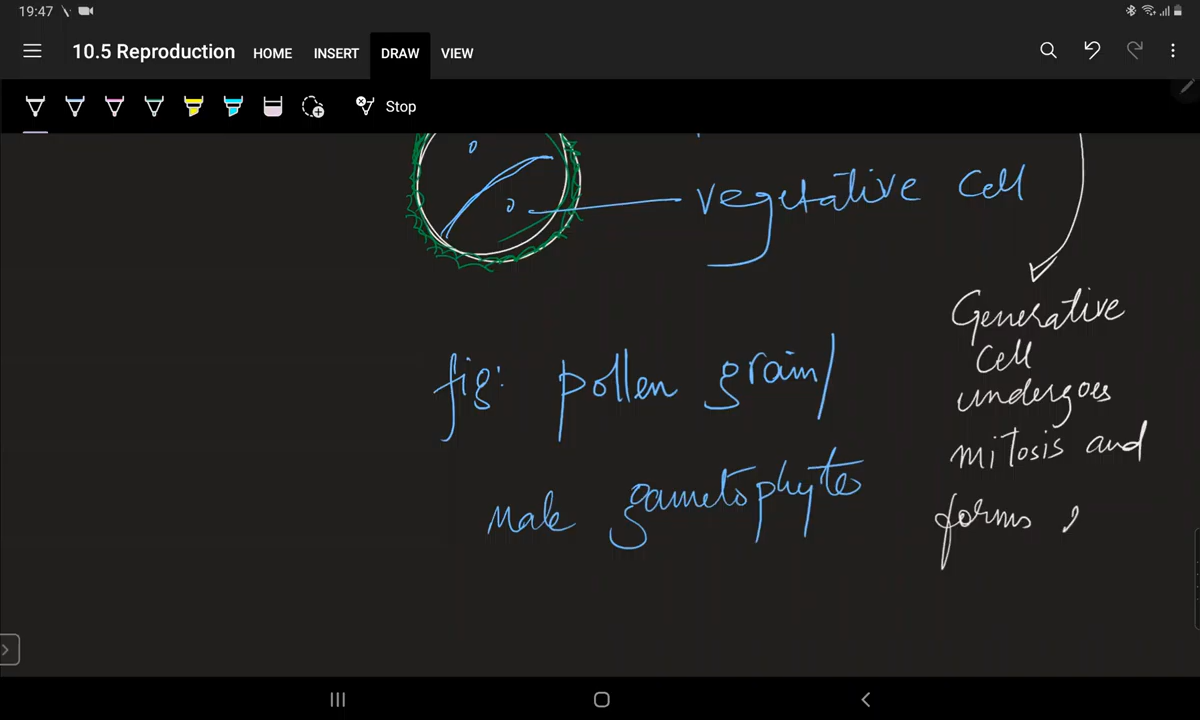 19:47
10.5 Reproduction HOME INSERT DRAW VIEW
Stop
vegetative cell
Generative
cell
undergoes
mitosis and
forms
fig: pollen grain/
male gametophyte